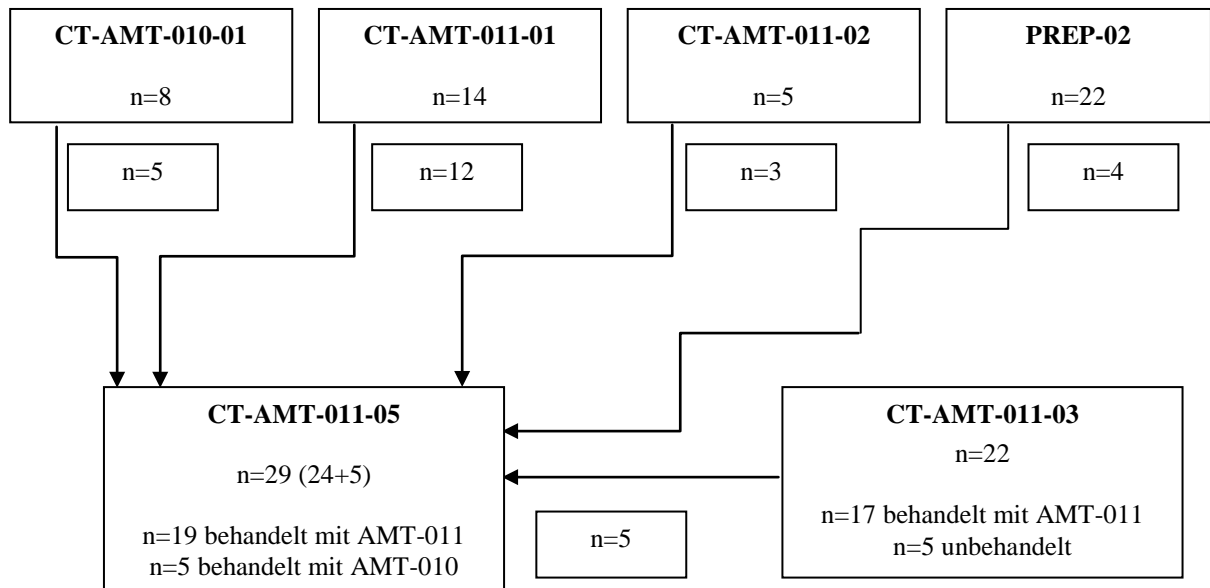 CT-AMT-010-01
n=8
CT-AMT-011-01
n=14
CT-AMT-011-02
n=5
PREP-02
n=22
n=5
n=12
n=3
n=4
CT-AMT-011-05
n=29 (24+5)
n=19 behandelt mit AMT-011
n=5 behandelt mit AMT-010
n=5
CT-AMT-011-03
n=22
n=17 behandelt mit AMT-011
n=5 unbehandelt